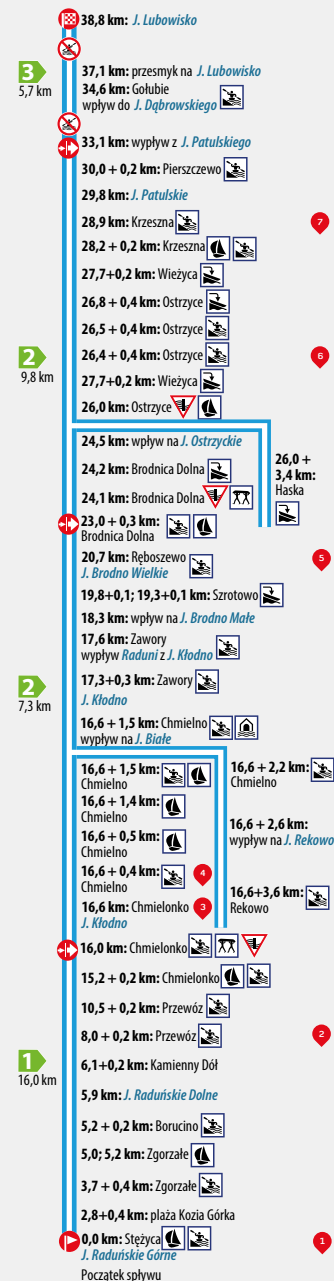 38,8 km: J. Lubowisko
3
5,7 km
37,1 km: przesmyk na J. Lubowisko
34,6 km: Gołubie
wpływ do J. Dąbrowskiego
33,1 km: wypływ z J. Patulskiego
30,0 + 0,2 km: Pierszczewo
29,8 km: J. Patulskie
28,9 km: Krzeszna
7
28,2 + 0,2 km: Krzeszna
27,7+0,2 km: Wieżyca
26,8 + 0,4 km: Ostrzyce
26,5 + 0,4 km: Ostrzyce
2
9,8 km
26,4 + 0,4 km: Ostrzyce
6
27,7+0,2 km: Wieżyca
26,0 km: Ostrzyce
24,5 km: wpływ na J. Ostrzyckie
26,0 +
3,4 km:
Haska
24,2 km: Brodnica Dolna
24,1 km: Brodnica Dolna
23,0 + 0,3 km:
Brodnica Dolna
20,7 km: Ręboszewo
J. Brodno Wielkie
5
19,8+0,1; 19,3+0,1 km: Szrotowo
18,3 km: wpływ na J. Brodno Małe
17,6 km: Zawory
wypływ Raduni z J. Kłodno
2
7,3 km
17,3+0,3 km: Zawory
J. Kłodno
16,6 + 1,5 km: Chmielno
wypływ na J. Białe
16,6 + 1,5 km:
Chmielno
16,6 + 2,2 km:
Chmielno
16,6 + 1,4 km:
Chmielno
16,6 + 0,5 km:
Chmielno
16,6 + 2,6 km:
wypływ na J. Rekowo
16,6 + 0,4 km:
Chmielno
4
16,6+3,6 km:
Rekowo
16,6 km: Chmielonko
J. Kłodno
3
16,0 km: Chmielonko
15,2 + 0,2 km: Chmielonko
10,5 + 0,2 km: Przewóz
8,0 + 0,2 km: Przewóz
2
1
16,0 km
6,1+0,2 km: Kamienny Dół
5,9 km: J. Raduńskie Dolne
5,2 + 0,2 km: Borucino
5,0; 5,2 km: Zgorzałe
3,7 + 0,4 km: Zgorzałe
2,8+0,4 km: plaża Kozia Górka
0,0 km: Stężyca
J. Raduńskie Górne
1
Początek spływu